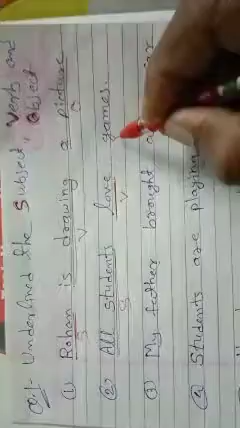 Q.1. Underlined the Subject, Verb and Object
(1) Rohan is drawing a picture
S V O
(2) All Students love games.
S V
(3) My father brought a
(4) Students are playing